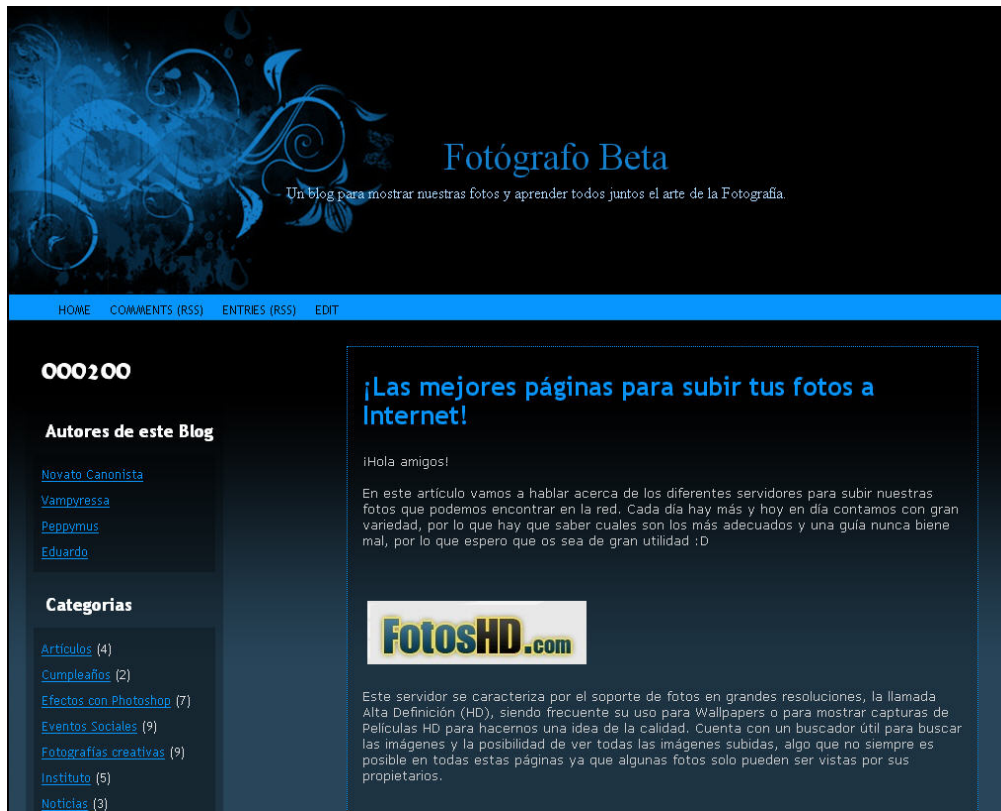 Fotógrafo Beta
Un blog para mostrar nuestras fotos y aprender todos juntos el arte de la Fotografía.
HOME COMMENTS (RSS) ENTRIES (RSS) EDIT
000200
Autores de este Blog
Novato Canonista
Vampyressa
Peppymus
Eduardo
Categorias
Artículos (4)
Cumpleaños (2)
Efectos con Photoshop (7)
Eventos Sociales (9)
Fotografías creativas (9)
Instituto (5)
Noticias (3)
¡Las mejores páginas para subir tus fotos a
Internet!
¡Hola amigos!
En este artículo vamos a hablar acerca de los diferentes servidores para subir nuestras
fotos que podemos encontrar en la red. Cada día hay más y hoy en día contamos con gran
variedad, por lo que hay que saber cuales son los más adecuados y una guía nunca biene
mal, por lo que espero que os sea de gran utilidad :D
FotosHD.com
Este servidor se caracteriza por el soporte de fotos en grandes resoluciones, la llamada
Alta Definición (HD), siendo frecuente su uso para Wallpapers o para mostrar capturas de
Películas HD para hacernos una idea de la calidad. Cuenta con un buscador útil para buscar
las imágenes y la posibilidad de ver todas las imágenes subidas, algo que no siempre es
posible en todas estas páginas ya que algunas fotos solo pueden ser vistas por sus
propietarios.